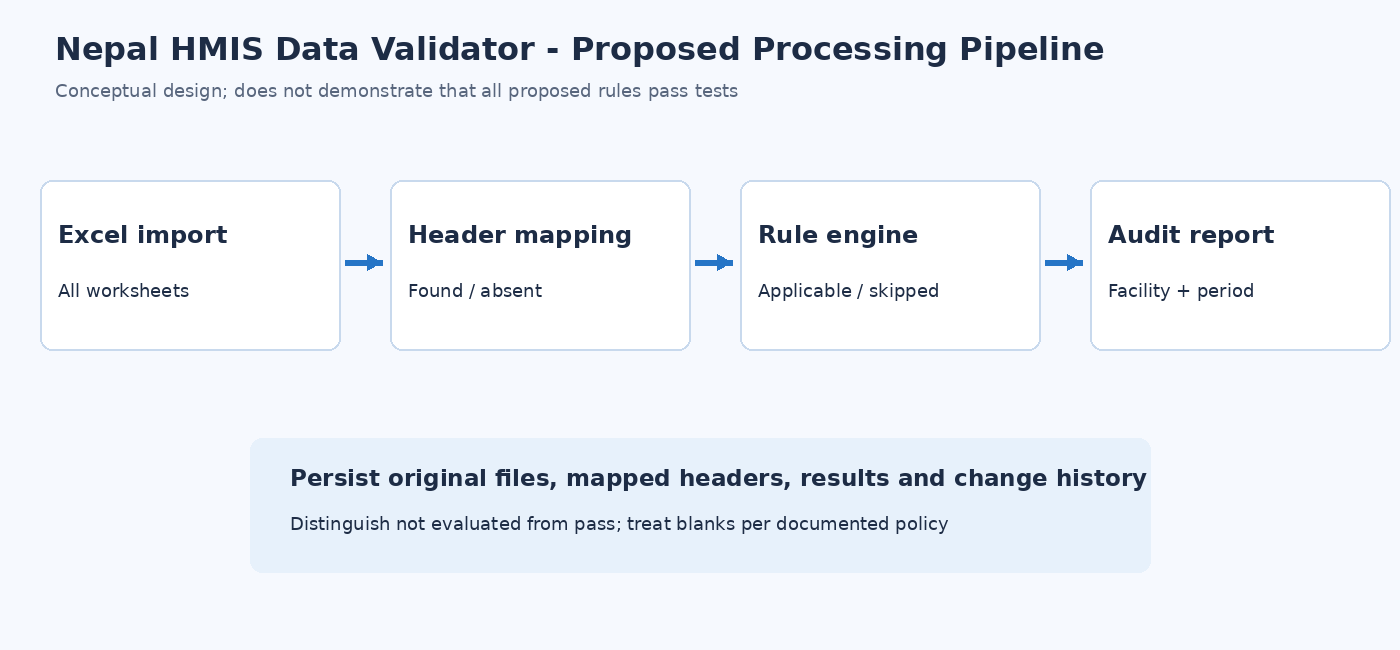 Nepal HMIS Data Validator - Proposed Processing Pipeline
Conceptual design; does not demonstrate that all proposed rules pass tests
Excel import
All worksheets
Header mapping
Found / absent
Rule engine
Applicable / skipped
Audit report
Facility + period
Persist original files, mapped headers, results and change history
Distinguish not evaluated from pass; treat blanks per documented policy